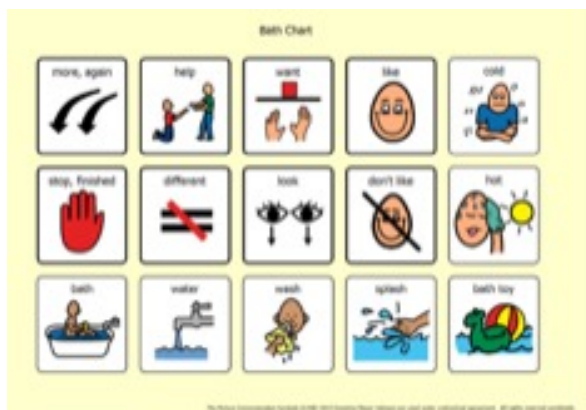 Bath Chart
more, again
help
want
like
cold
stop, finished
different
look
don't like
hot
bath
water
wash
splash
bath toy